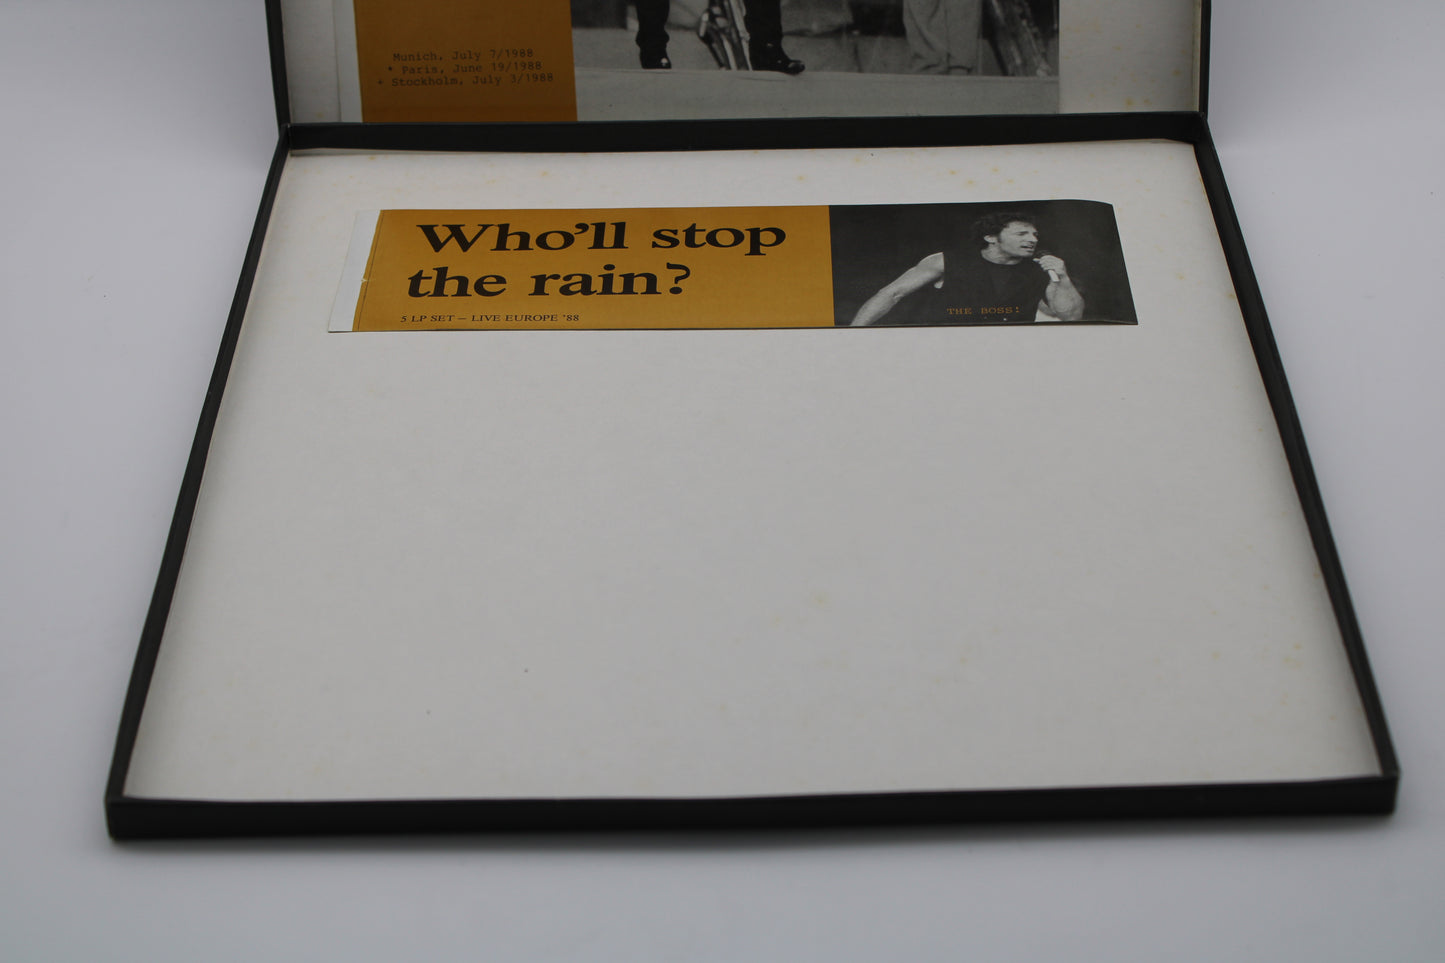 Munich, July 7/1988
* Paris, June 19/1988
+ Stockholm, July 3/1988
Who'll stop
the rain?
5 LP SET – LIVE EUROPE '88
THE BOSS!